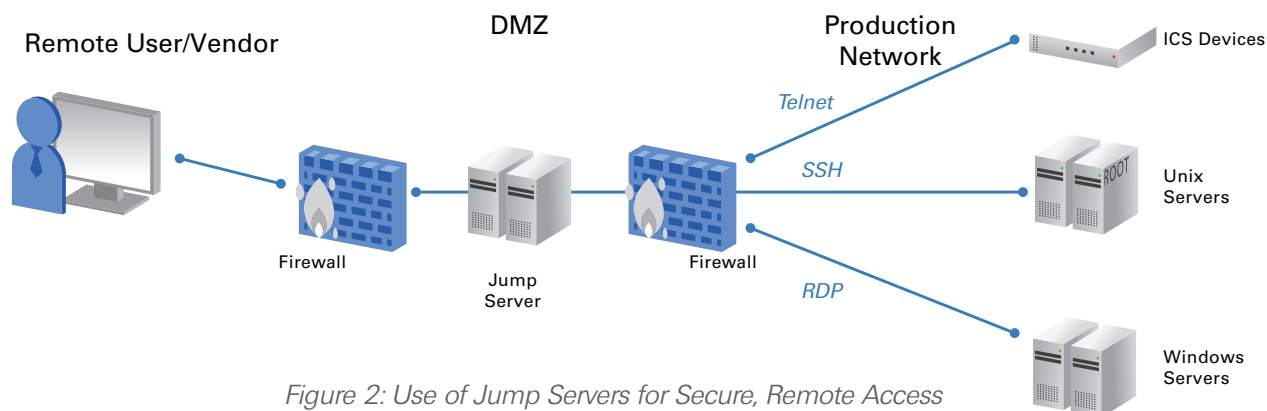 Remote User/Vendor
DMZ
Production
Network
ICS Devices
Telnet
SSH
ROOT
Unix
Servers
Firewall
Jump
Server
Firewall
RDP
Windows
Servers
Figure 2: Use of Jump Servers for Secure, Remote Access